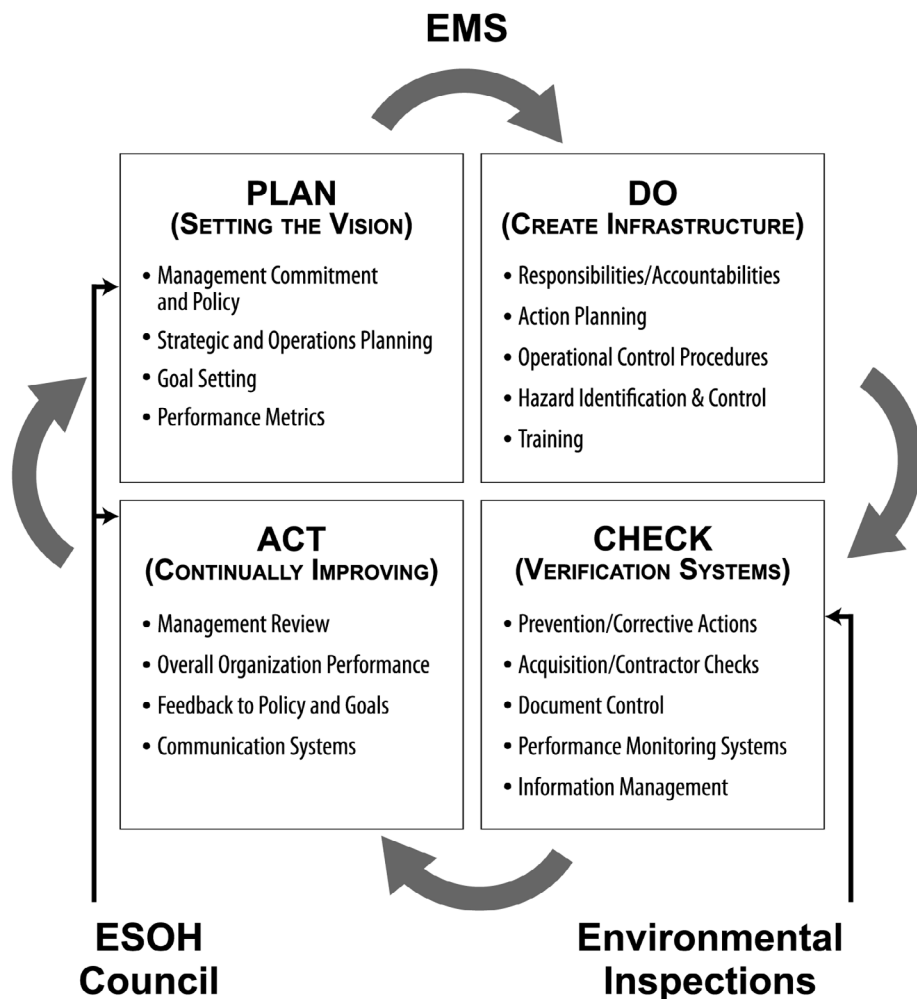 EMS
PLAN
(SETTING THE VISION)
• Management Commitment
and Policy
• Strategic and Operations Planning
• Goal Setting
• Performance Metrics
DO
(CREATE INFRASTRUCTURE)
• Responsibilities/Accountabilities
• Action Planning
• Operational Control Procedures
• Hazard Identification & Control
• Training
ACT
(CONTINUALLY IMPROVING)
• Management Review
• Overall Organization Performance
• Feedback to Policy and Goals
• Communication Systems
CHECK
(VERIFICATION SYSTEMS)
• Prevention/Corrective Actions
• Acquisition/Contractor Checks
• Document Control
• Performance Monitoring Systems
• Information Management
ESOH
Council
Environmental
Inspections